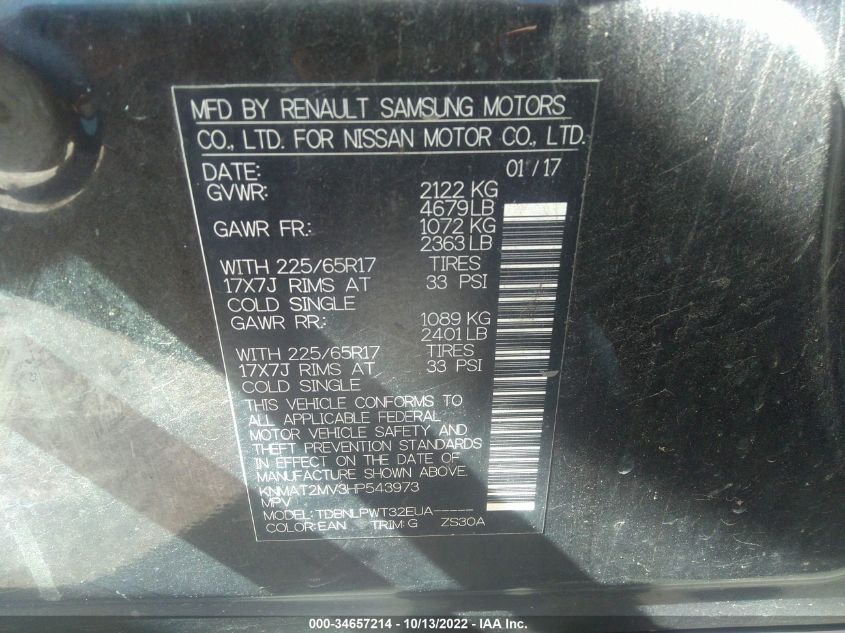 MFD BY RENAULT SAMSUNG MOTORS
CO., LTD. FOR NISSAN MOTOR CO., LTD.
DATE: 01/17
GVWR: 2122 KG
4679LB
GAWR FR.: 1072 KG
2363 LB
WITH 225/65R17 TIRES
17X7J RIMS AT 33 PSI
COLD SINGLE
GAWR RR.: 1089 KG
2401 LB
WITH 225/65R17 TIRES
17X7J RIMS AT 33 PSI
COLD SINGLE
THIS VEHICLE CONFORMS TO
ALL APPLICABLE FEDERAL
MOTOR VEHICLE SAFETY AND
THEFT PREVENTION STANDARDS
IN EFFECT ON THE DATE OF
MANUFACTURE SHOWN ABOVE.
KNMAT2MV3HP543973
MPV
MODEL: TDBNLPWT32EUA-----
COLOR: EAN TRIM: G ZS30A
000-34657214 - 10/13/2022 - IAA Inc.